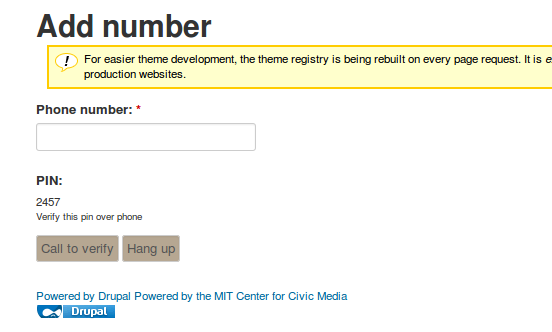 Add number
For easier theme development, the theme registry is being rebuilt on every page request. It is
production websites.
Phone number: *
PIN:
2457
Verify this pin over phone
Call to verify Hang up
Powered by Drupal Powered by the MIT Center for Civic Media
Drupal